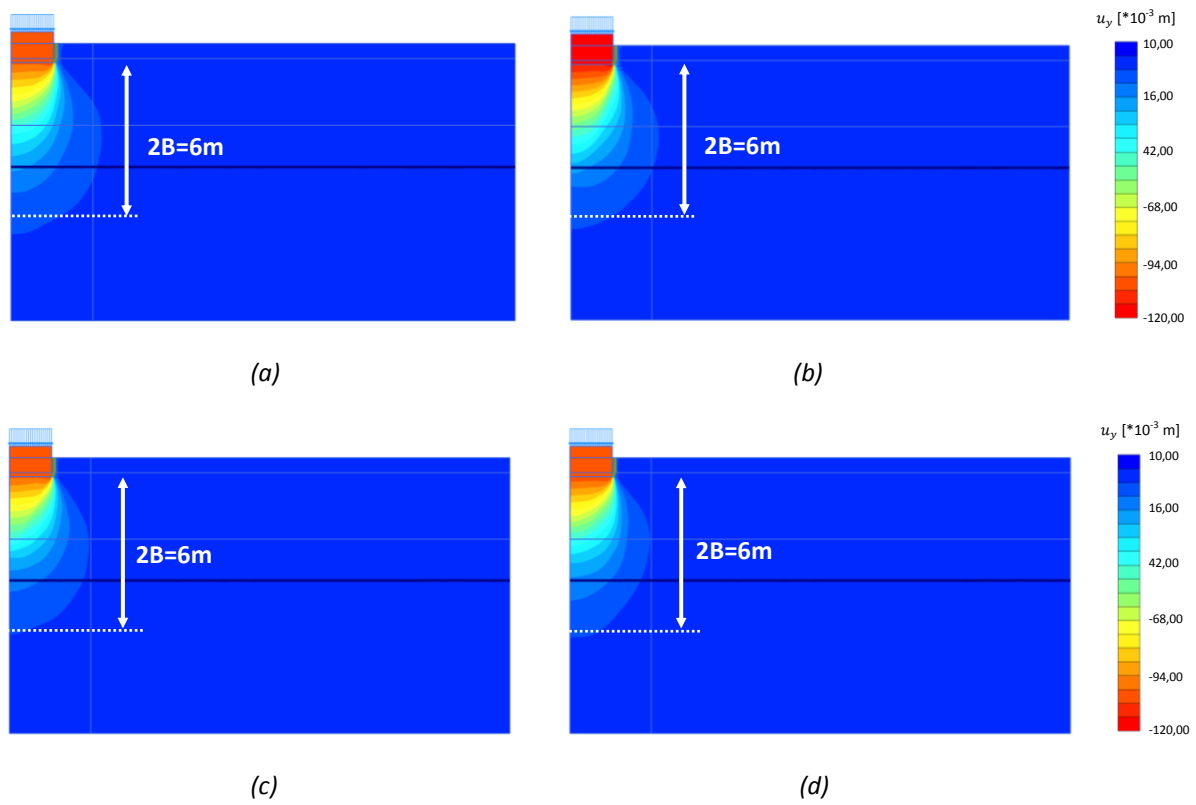 u_y [*10⁻³ m]
10,00
16,00
42,00
-68,00
-94,00
-120,00
2B=6m
2B=6m
(a)
(b)
u_y [*10⁻³ m]
10,00
16,00
42,00
-68,00
-94,00
-120,00
2B=6m
2B=6m
(c)
(d)